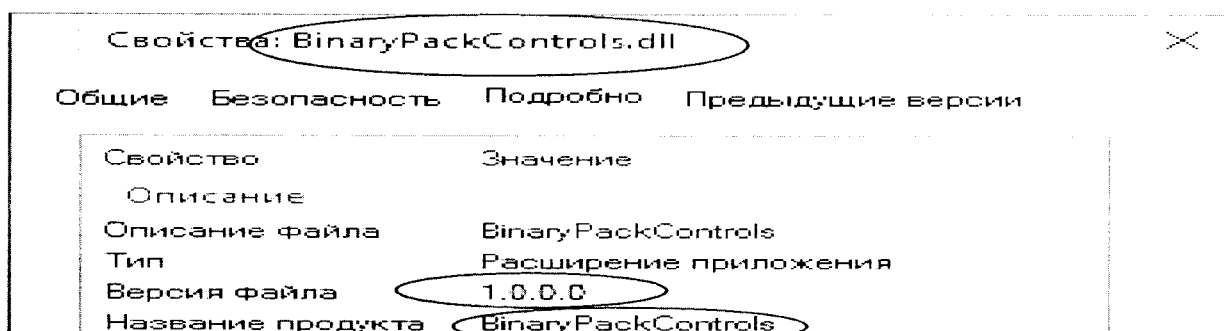 Свойства: BinaryPackControls.dll
Общие Безопасность Подробно Предыдущие версии
Свойство Значение
Описание
Описание файла BinaryPackControls
Тип Расширение приложения
Версия файла 1.0.0.0
Название продукта BinaryPackControls